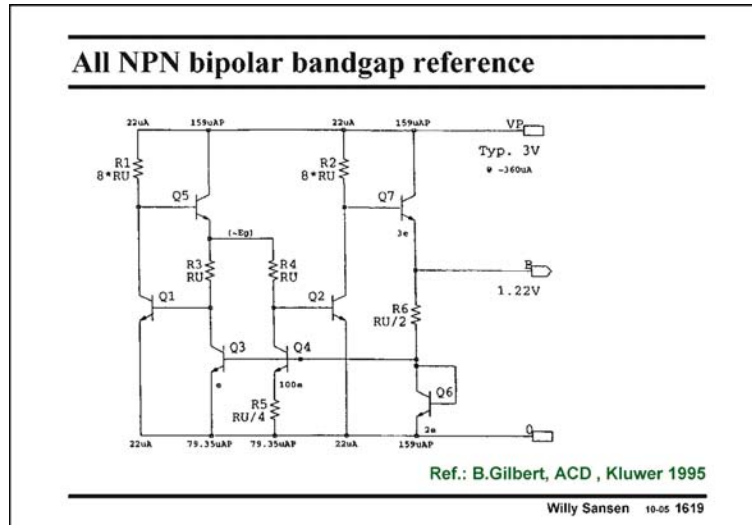 All NPN bipolar bandgap reference
22uA 159uAP 22uA 159uAP VP
Typ. 3V
@ ~360uA
R1
8*RU
R2
8*RU
Q5
Q7
3e
(~Eg)
B
1.22V
R3
RU
R4
RU
R6
RU/2
Q1
Q2
Q3
Q4
e
R5
RU/4
Q6
22uA 79.35uAP 79.35uAP 22uA 159uAP
Ref.: B.Gilbert, ACD , Kluwer 1995
Willy Sansen 10-05 1619